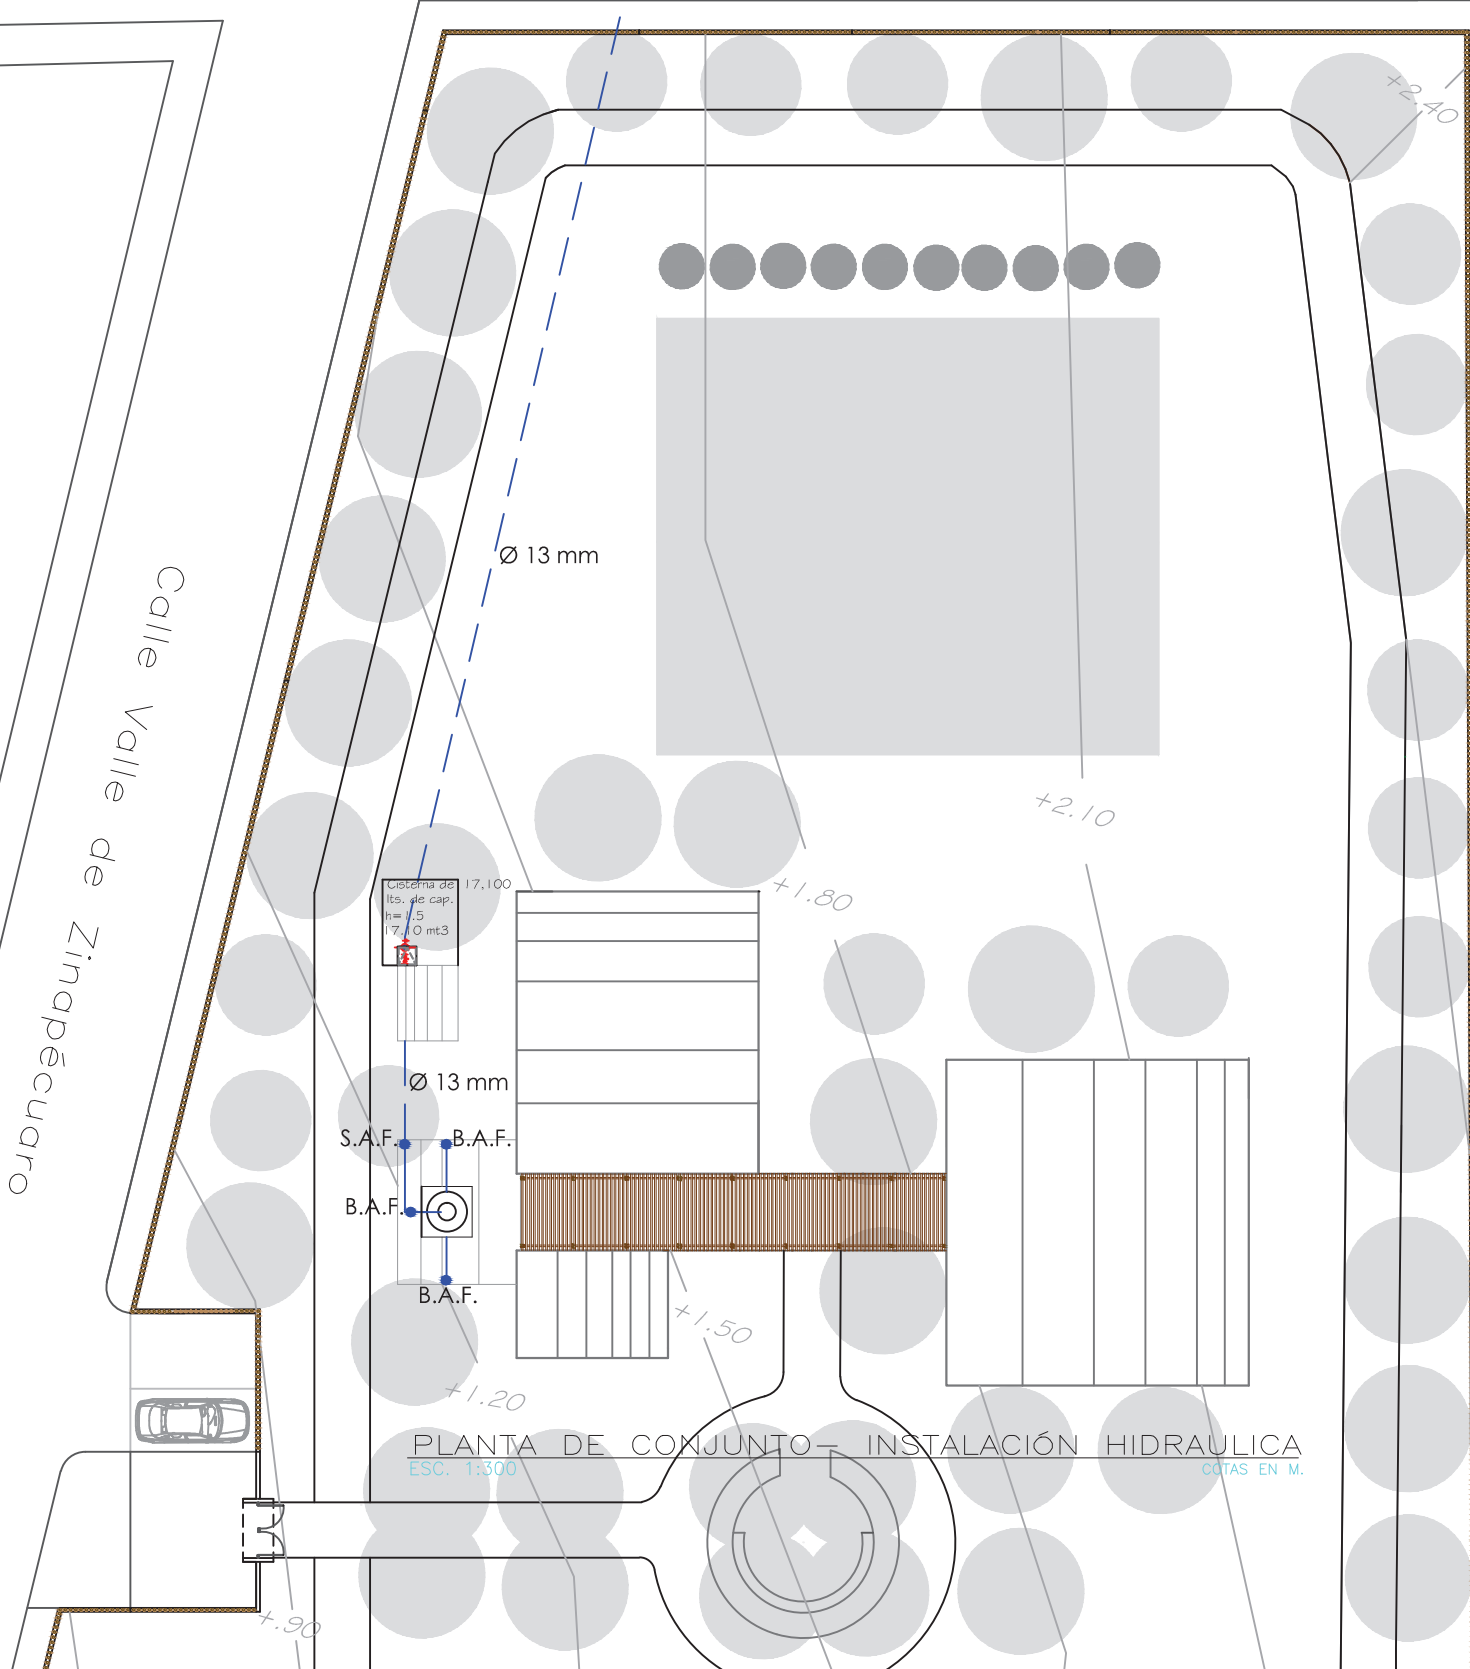 +2.40
Ø 13 mm
Calle Valle de Zinapécuaro
+2.10
+1.80
Cisterna de 17,100
lts. de cap.
h= 1.5
17.10 mt3
Ø 13 mm
S.A.F.
B.A.F.
B.A.F.
B.A.F.
+1.50
+1.20
PLANTA DE CONJUNTO— INSTALACIÓN HIDRAULICA
ESC. 1:300
COTAS EN M.
+.90